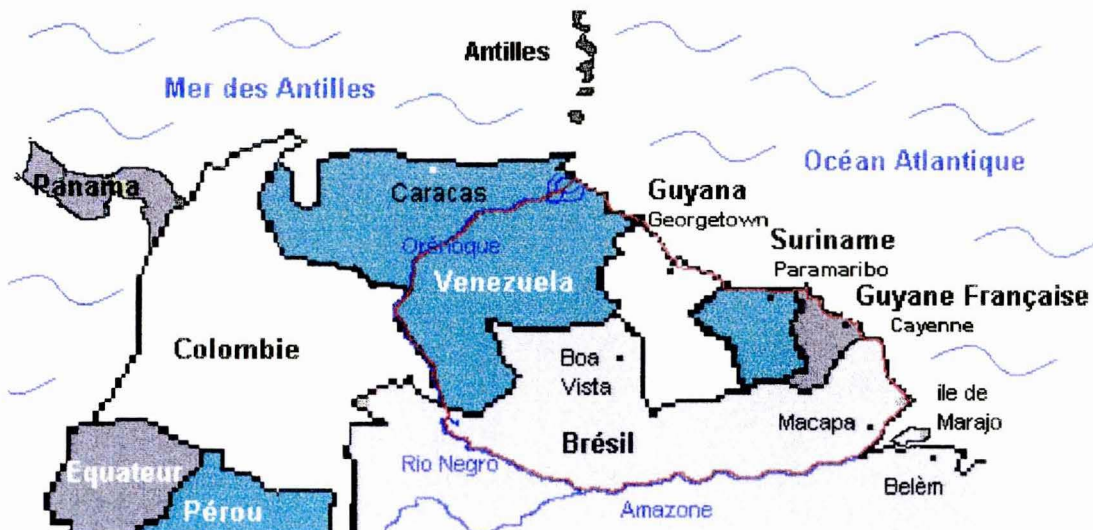 Antilles
Mer des Antilles
Océan Atlantique
Panama
Caracas
Guyana
Georgetown
Orénoque
Suriname
Paramaribo
Venezuela
Guyane Française
Cayenne
Colombie
Boa
Vista
ile de
Marajo
Macapa
Brésil
Rio Negro
Equateur
Belèm
Pérou
Amazone